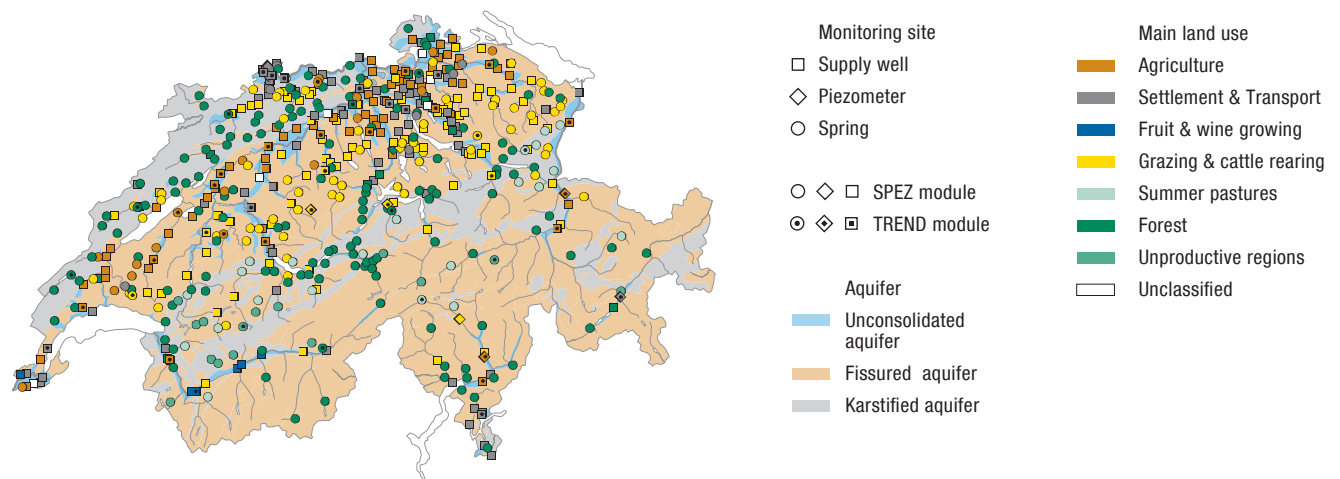 Monitoring site
Supply well
Piezometer
Spring
SPEZ module
TREND module
Aquifer
Unconsolidated
aquifer
Fissured aquifer
Karstified aquifer
Main land use
Agriculture
Settlement & Transport
Fruit & wine growing
Grazing & cattle rearing
Summer pastures
Forest
Unproductive regions
Unclassified